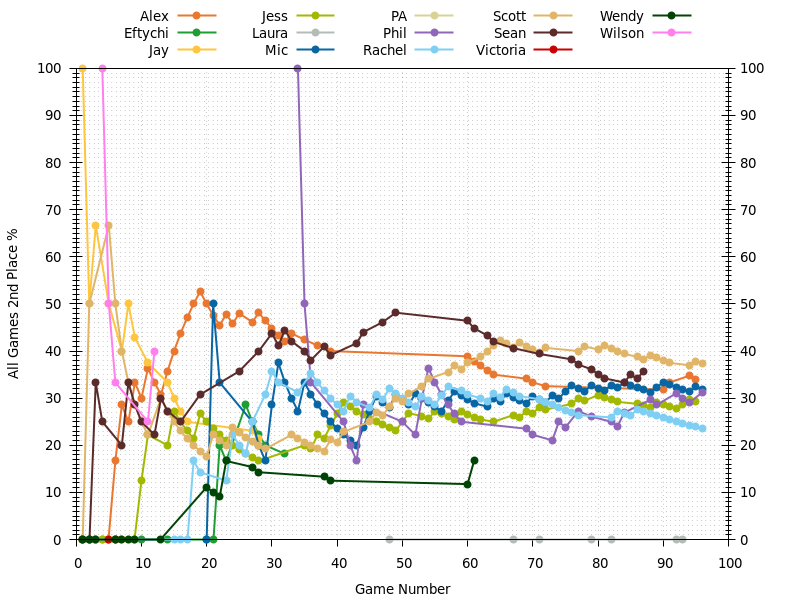 Alex Jess PA Scott Wendy
Eftychi Laura Phil Sean Wilson
Jay Mic Rachel Victoria
100 100
90 90
80 80
70 70
60 60
50 50
40 40
30 30
20 20
10 10
0 0
All Games 2nd Place %
0 10 20 30 40 50 60 70 80 90 100
Game Number